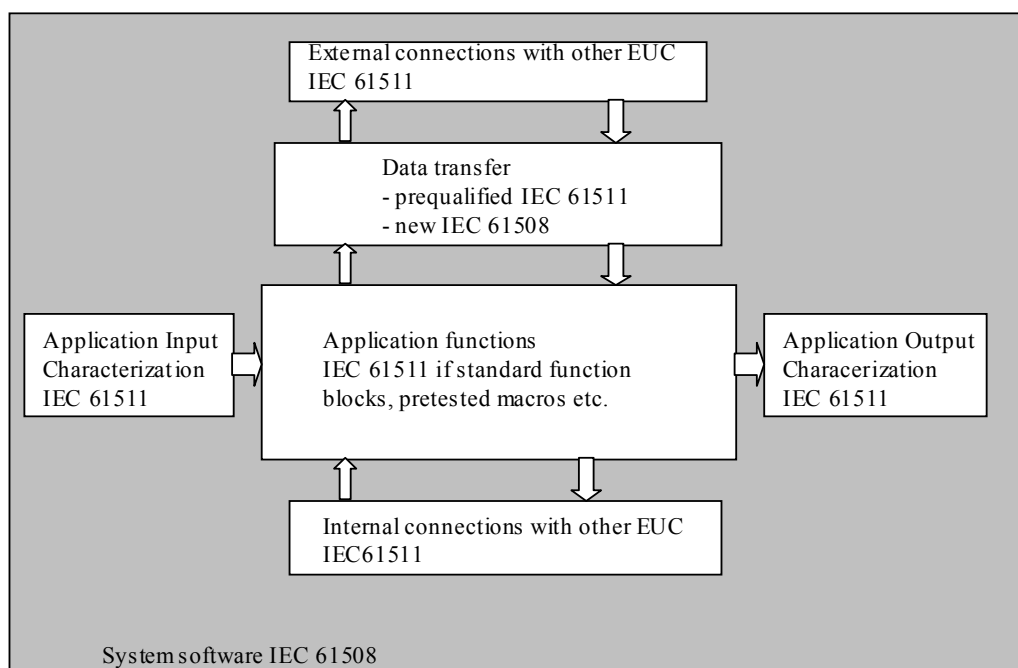 External connections with other EUC
IEC 61511
Data transfer
- prequalified IEC 61511
- new IEC 61508
Application Input
Characterization
IEC 61511
Application functions
IEC 61511 if standard function
blocks, pretested macros etc.
Application Output
Characerization
IEC 61511
Internal connections with other EUC
IEC61511
System software IEC 61508